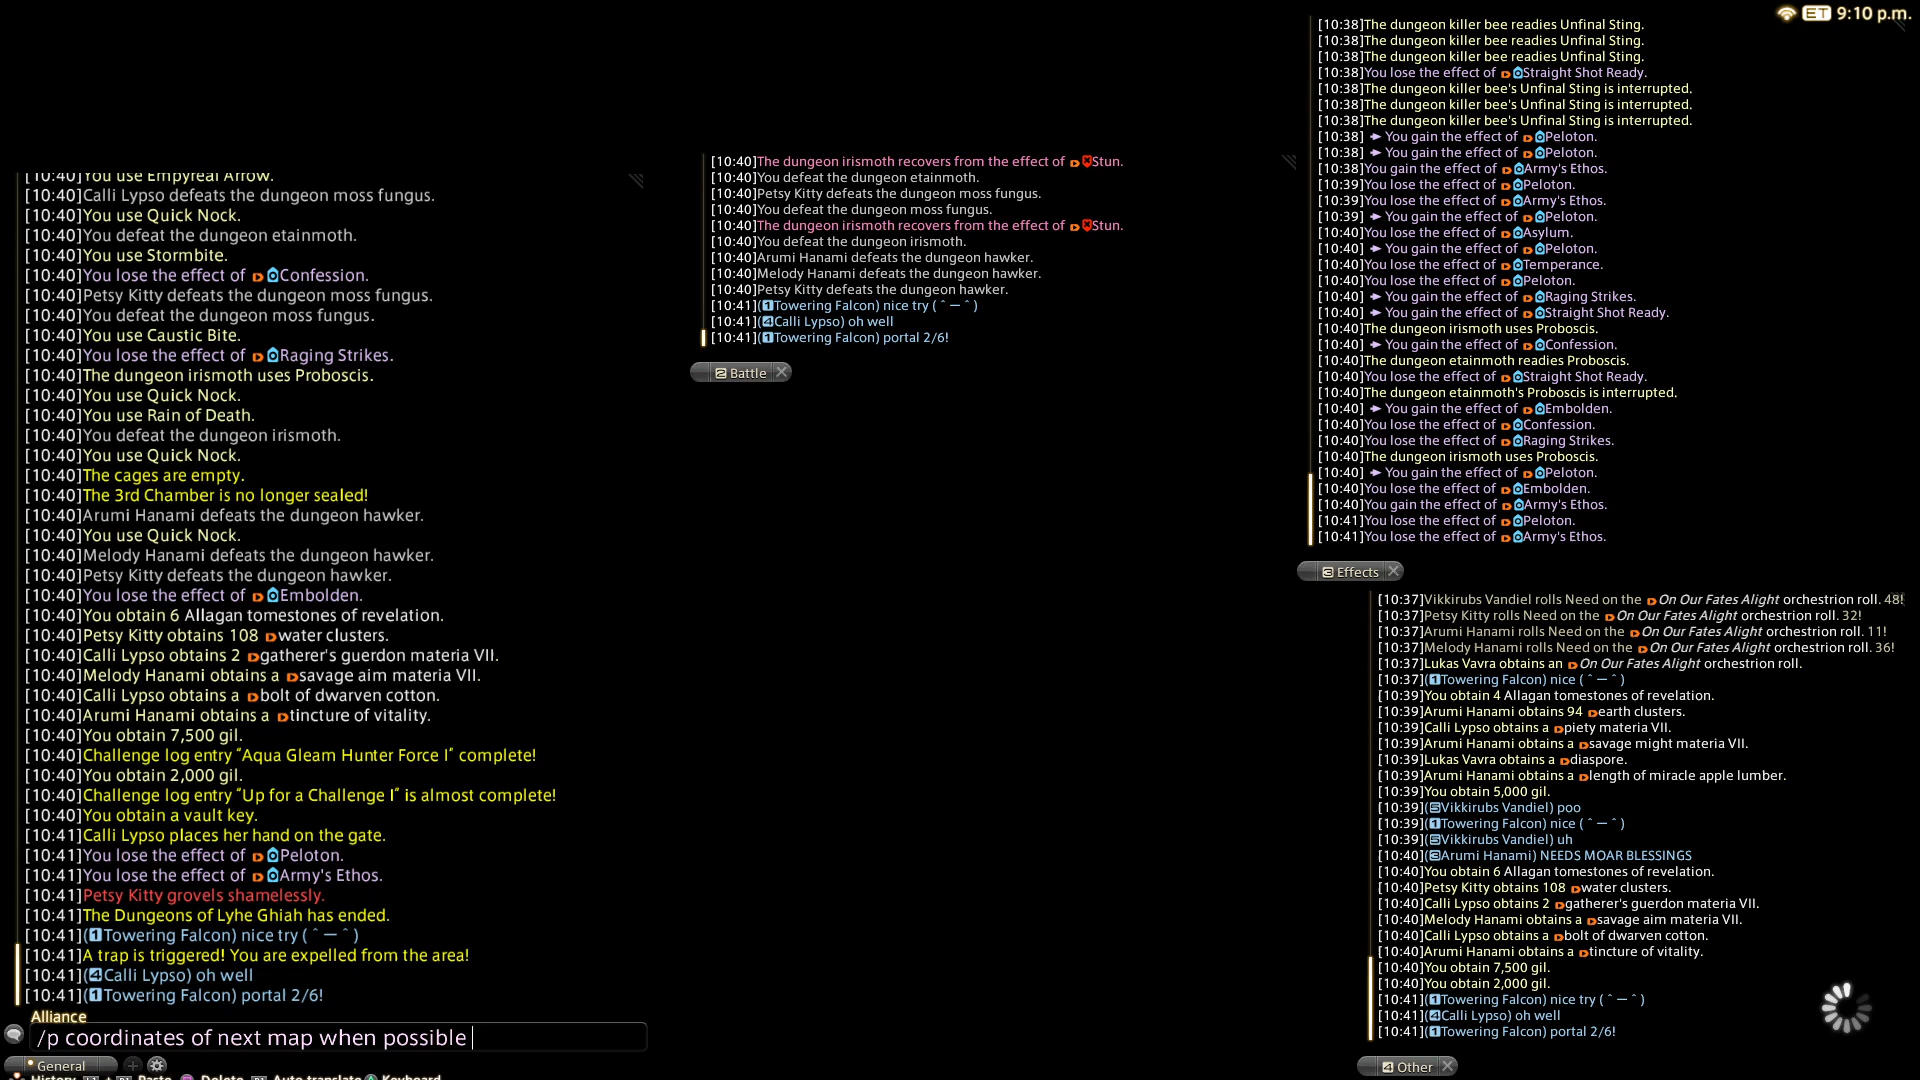 ET 9:10 p.m.
[10:40]You use Empyreal Arrow.
[10:40]Calli Lypso defeats the dungeon moss fungus.
[10:40]You use Quick Nock.
[10:40]You defeat the dungeon etainmoth.
[10:40]You use Stormbite.
[10:40]You lose the effect of Confession.
[10:40]Petsy Kitty defeats the dungeon moss fungus.
[10:40]You defeat the dungeon moss fungus.
[10:40]You use Caustic Bite.
[10:40]You lose the effect of Raging Strikes.
[10:40]The dungeon irismoth uses Proboscis.
[10:40]You use Quick Nock.
[10:40]You use Rain of Death.
[10:40]You defeat the dungeon irismoth.
[10:40]You use Quick Nock.
[10:40]The cages are empty.
[10:40]The 3rd Chamber is no longer sealed!
[10:40]Arumi Hanami defeats the dungeon hawker.
[10:40]You use Quick Nock.
[10:40]Melody Hanami defeats the dungeon hawker.
[10:40]Petsy Kitty defeats the dungeon hawker.
[10:40]You lose the effect of Embolden.
[10:40]You obtain 6 Allagan tomestones of revelation.
[10:40]Petsy Kitty obtains 108 water clusters.
[10:40]Calli Lypso obtains 2 gatherer's guerdon materia VII.
[10:40]Melody Hanami obtains a savage aim materia VII.
[10:40]Calli Lypso obtains a bolt of dwarven cotton.
[10:40]Arumi Hanami obtains a tincture of vitality.
[10:40]You obtain 7,500 gil.
[10:40]Challenge log entry “Aqua Gleam Hunter Force I” complete!
[10:40]You obtain 2,000 gil.
[10:40]Challenge log entry “Up for a Challenge I” is almost complete!
[10:40]You obtain a vault key.
[10:41]Calli Lypso places her hand on the gate.
[10:41]You lose the effect of Peloton.
[10:41]You lose the effect of Army's Ethos.
[10:41]Petsy Kitty grovels shamelessly.
[10:41]The Dungeons of Lyhe Ghiah has ended.
[10:41](1Towering Falcon) nice try ( ˆ — ˆ )
[10:41]A trap is triggered! You are expelled from the area!
[10:41](4Calli Lypso) oh well
[10:41](1Towering Falcon) portal 2/6!
Alliance
/p coordinates of next map when possible
General
History L1 + R1 Paste Delete R1 Auto-translate Keyboard
[10:40]The dungeon irismoth recovers from the effect of Stun.
[10:40]You defeat the dungeon etainmoth.
[10:40]Petsy Kitty defeats the dungeon moss fungus.
[10:40]You defeat the dungeon moss fungus.
[10:40]The dungeon irismoth recovers from the effect of Stun.
[10:40]You defeat the dungeon irismoth.
[10:40]Arumi Hanami defeats the dungeon hawker.
[10:40]Melody Hanami defeats the dungeon hawker.
[10:40]Petsy Kitty defeats the dungeon hawker.
[10:41](1Towering Falcon) nice try ( ˆ — ˆ )
[10:41](4Calli Lypso) oh well
[10:41](1Towering Falcon) portal 2/6!
2 Battle
[10:38]The dungeon killer bee readies Unfinal Sting.
[10:38]The dungeon killer bee readies Unfinal Sting.
[10:38]The dungeon killer bee readies Unfinal Sting.
[10:38]You lose the effect of Straight Shot Ready.
[10:38]The dungeon killer bee's Unfinal Sting is interrupted.
[10:38]The dungeon killer bee's Unfinal Sting is interrupted.
[10:38]The dungeon killer bee's Unfinal Sting is interrupted.
[10:38] You gain the effect of Peloton.
[10:38] You gain the effect of Peloton.
[10:38]You gain the effect of Army's Ethos.
[10:39]You lose the effect of Peloton.
[10:39]You lose the effect of Army's Ethos.
[10:39] You gain the effect of Peloton.
[10:40]You lose the effect of Asylum.
[10:40] You gain the effect of Peloton.
[10:40]You lose the effect of Temperance.
[10:40]You lose the effect of Peloton.
[10:40] You gain the effect of Raging Strikes.
[10:40] You gain the effect of Straight Shot Ready.
[10:40]The dungeon irismoth uses Proboscis.
[10:40] You gain the effect of Confession.
[10:40]The dungeon etainmoth readies Proboscis.
[10:40]You lose the effect of Straight Shot Ready.
[10:40]The dungeon etainmoth's Proboscis is interrupted.
[10:40] You gain the effect of Embolden.
[10:40]You lose the effect of Confession.
[10:40]You lose the effect of Raging Strikes.
[10:40]The dungeon irismoth uses Proboscis.
[10:40] You gain the effect of Peloton.
[10:40]You lose the effect of Embolden.
[10:40]You gain the effect of Army's Ethos.
[10:41]You lose the effect of Peloton.
[10:41]You lose the effect of Army's Ethos.
3 Effects
[10:37]Vikkirubs Vandiel rolls Need on the On Our Fates Alight orchestrion roll. 48!
[10:37]Petsy Kitty rolls Need on the On Our Fates Alight orchestrion roll. 32!
[10:37]Arumi Hanami rolls Need on the On Our Fates Alight orchestrion roll. 11!
[10:37]Melody Hanami rolls Need on the On Our Fates Alight orchestrion roll. 36!
[10:37]Lukas Vavra obtains an On Our Fates Alight orchestrion roll.
[10:37](1Towering Falcon) nice ( ˆ — ˆ )
[10:39]You obtain 4 Allagan tomestones of revelation.
[10:39]Arumi Hanami obtains 94 earth clusters.
[10:39]Calli Lypso obtains a piety materia VII.
[10:39]Arumi Hanami obtains a savage might materia VII.
[10:39]Lukas Vavra obtains a diaspore.
[10:39]Arumi Hanami obtains a length of miracle apple lumber.
[10:39]You obtain 5,000 gil.
[10:39](5Vikkirubs Vandiel) poo
[10:39](1Towering Falcon) nice ( ˆ — ˆ )
[10:39](5Vikkirubs Vandiel) uh
[10:40](3Arumi Hanami) NEEDS MOAR BLESSINGS
[10:40]You obtain 6 Allagan tomestones of revelation.
[10:40]Petsy Kitty obtains 108 water clusters.
[10:40]Calli Lypso obtains 2 gatherer's guerdon materia VII.
[10:40]Melody Hanami obtains a savage aim materia VII.
[10:40]Calli Lypso obtains a bolt of dwarven cotton.
[10:40]Arumi Hanami obtains a tincture of vitality.
[10:40]You obtain 7,500 gil.
[10:40]You obtain 2,000 gil.
[10:41](1Towering Falcon) nice try ( ˆ — ˆ )
[10:41](4Calli Lypso) oh well
[10:41](1Towering Falcon) portal 2/6!
4 Other